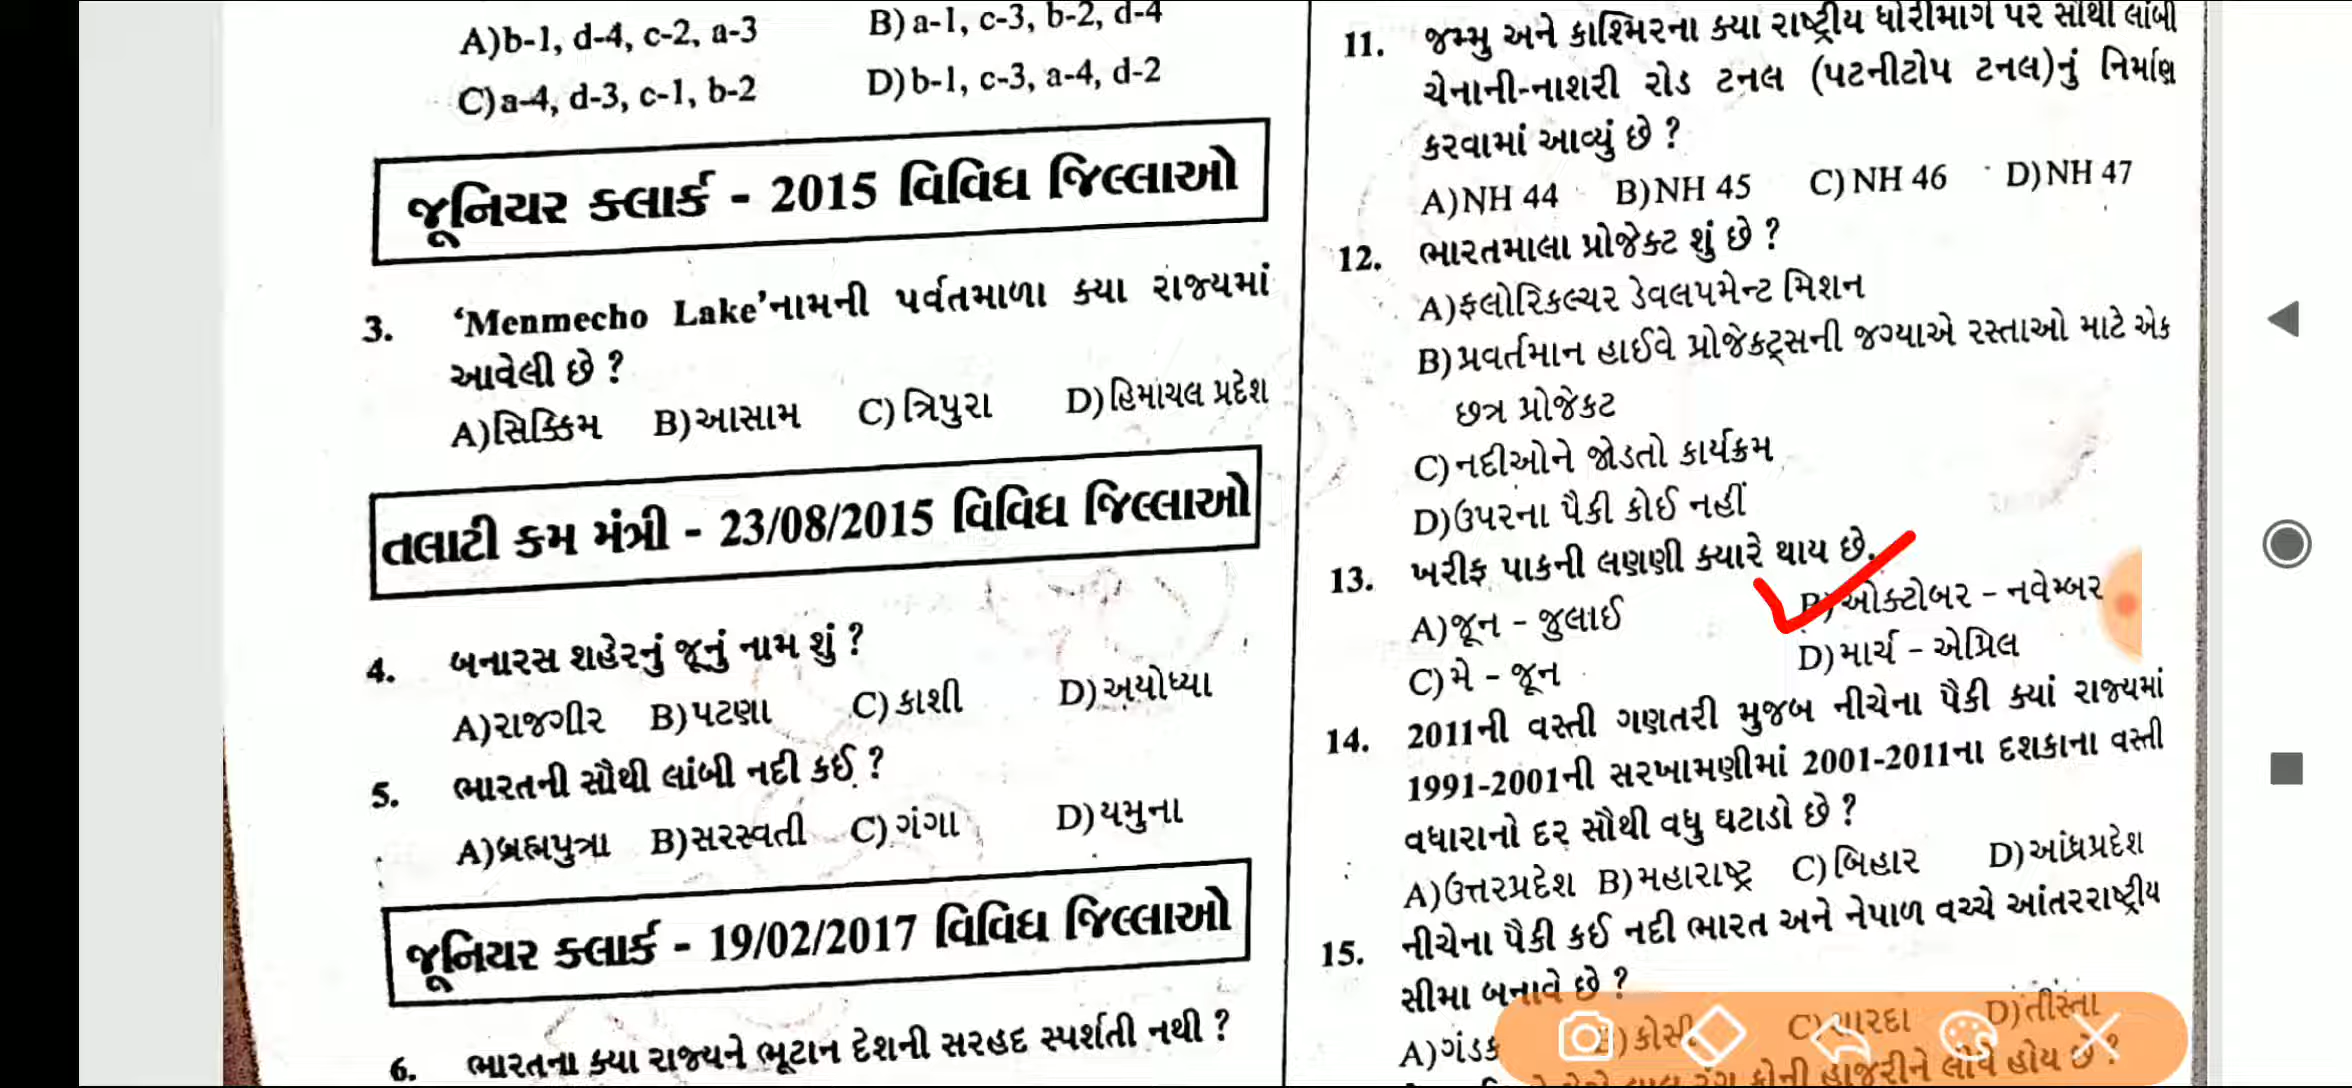 A)b-1, d-4, c-2, a-3 B)a-1, c-3, b-2, d-4
C)a-4, d-3, c-1, b-2 D)b-1, c-3, a-4, d-2
જૂનિયર ક્લાર્ક - 2015 વિવિધ જિલ્લાઓ
3. ‘Menmecho Lake’નામની પર્વતમાળા ક્યા રાજ્યમાં
આવેલી છે ?
A)સિક્કિમ B)આસામ C)ત્રિપુરા D)હિમાંચલ પ્રદેશ
તલાટી કમ મંત્રી - 23/08/2015 વિવિધ જિલ્લાઓ
4. બનારસ શહેરનું જૂનું નામ શું ?
A)રાજગીર B)પટણા C)કાશી D)અયોધ્યા
5. ભારતની સૌથી લાંબી નદી કઈ ?
A)બ્રહ્મપુત્રા B)સરસ્વતી C)ગંગા D)યમુના
જૂનિયર ક્લાર્ક - 19/02/2017 વિવિધ જિલ્લાઓ
6. ભારતના ક્યા રાજ્યને ભૂટાન દેશની સરહદ સ્પર્શતી નથી ?
11. જમ્મુ અને કાશ્મિરના ક્યા રાષ્ટ્રીય ધોરીમાર્ગ પર સૌથી લાંબી
ચેનાની-નાશરી રોડ ટનલ (પટનીટોપ ટનલ)નું નિર્માણ
કરવામાં આવ્યું છે ?
A)NH 44 B)NH 45 C)NH 46 D)NH 47
12. ભારતમાલા પ્રોજેક્ટ શું છે ?
A)ફલોરિકલ્ચર ડેવલપમેન્ટ મિશન
B)પ્રવર્તમાન હાઈવે પ્રોજેક્ટ્સની જગ્યાએ રસ્તાઓ માટે એક
છત્ર પ્રોજેકટ
C)નદીઓને જોડતો કાર્યક્રમ
D)ઉપરના પૈકી કોઈ નહીં
13. ખરીફ પાકની લણણી ક્યારે થાય છે.
A)જૂન - જુલાઈ B)ઓક્ટોબર - નવેમ્બર
C)મે - જૂન D)માર્ચ - એપ્રિલ
14. 2011ની વસ્તી ગણતરી મુજબ નીચેના પૈકી ક્યાં રાજ્યમાં
1991-2001ની સરખામણીમાં 2001-2011ના દશકાના વસ્તી
વધારાનો દર સૌથી વધુ ઘટાડો છે ?
A)ઉત્તરપ્રદેશ B)મહારાષ્ટ્ર C)બિહાર D)આંધ્રપ્રદેશ
15. નીચેના પૈકી કઈ નદી ભારત અને નેપાળ વચ્ચે આંતરરાષ્ટ્રીય
સીમા બનાવે છે ?
A)ગંડક B)કોસી C)શારદા D)તીસ્તા
હાજરીને લીધે હોય છે ?